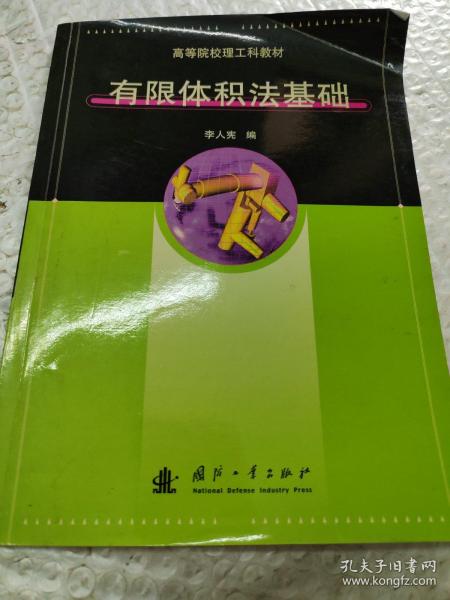 高等院校理工科教材
有限体积法基础
李人宪 编
国防工业出版社
National Defense Industry Press
孔夫子旧书网
www.kongfz.com